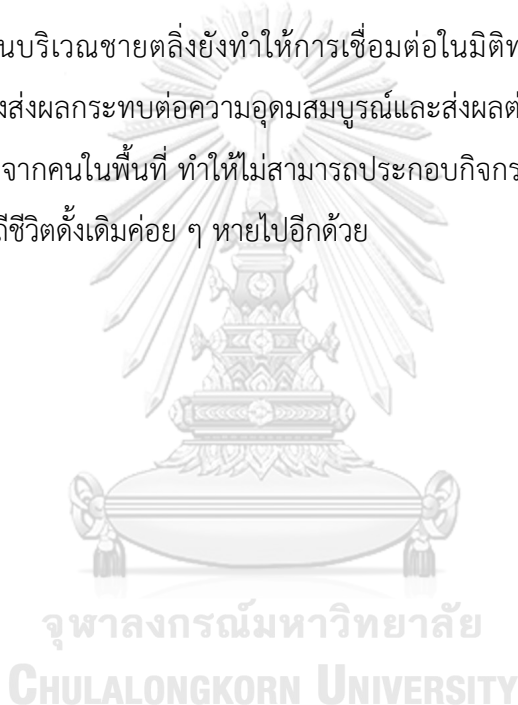 นบริเวณชายตลิ่งยังทำให้การเชื่อมต่อในมิติท
งส่งผลกระทบต่อความอุดมสมบูรณ์และส่งผลต่
จากคนในพื้นที่ ทำให้ไม่สามารถประกอบกิจกร
ถีชีวิตดั้งเดิมค่อย ๆ หายไปอีกด้วย
จุฬาลงกรณ์มหาวิทยาลัย
CHULALONGKORN UNIVERSITY